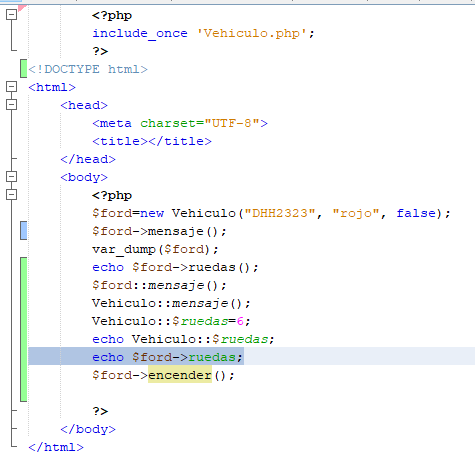 <?php
include_once 'Vehiculo.php';
?>
<!DOCTYPE html>
<html>
<head>
<meta charset="UTF-8">
<title></title>
</head>
<body>
<?php
$ford=new Vehiculo("DHH2323", "rojo", false);
$ford->mensaje();
var_dump($ford);
echo $ford->ruedas();
$ford::mensaje();
Vehiculo::mensaje();
Vehiculo::$ruedas=6;
echo Vehiculo::$ruedas;
echo $ford->ruedas;
$ford->encender();
?>
</body>
</html>